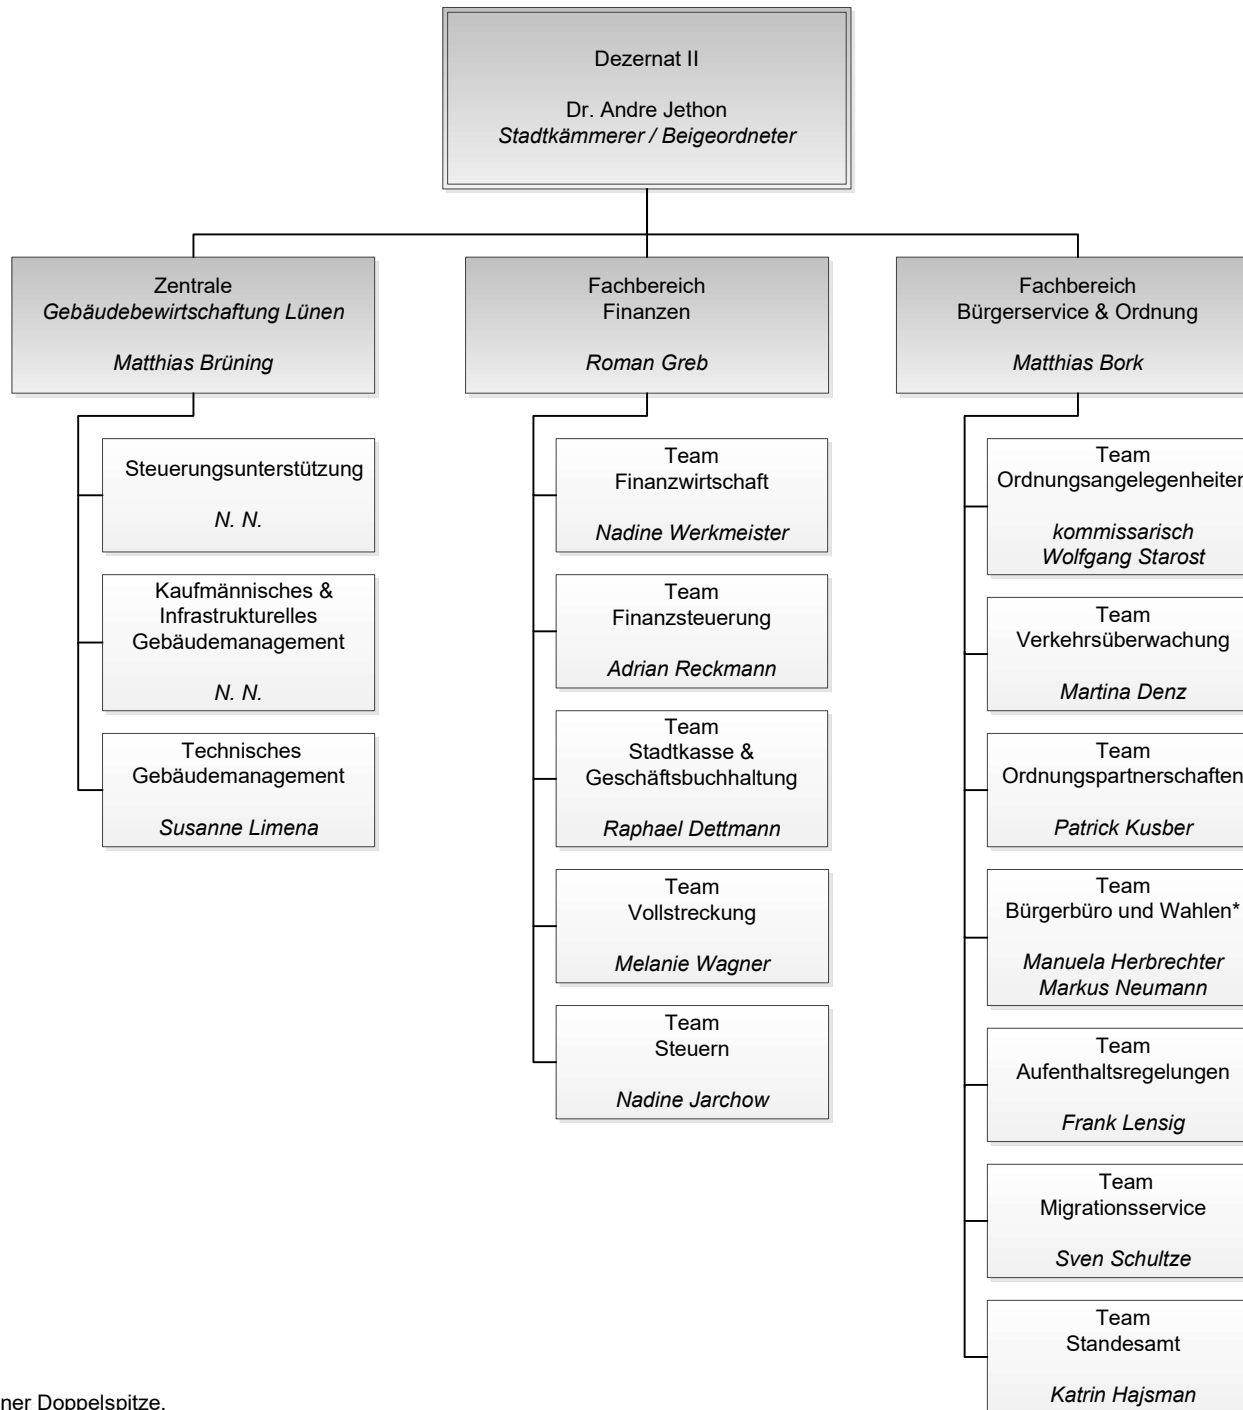 Dezernat II
Dr. Andre Jethon
Stadtkämmerer / Beigeordneter
Zentrale
Gebäudebewirtschaftung Lünen
Matthias Brüning
Steuerungsunterstützung
N. N.
Kaufmännisches &
Infrastrukturelles
Gebäudemanagement
N. N.
Technisches
Gebäudemanagement
Susanne Limena
Fachbereich
Finanzen
Roman Greb
Team
Finanzwirtschaft
Nadine Werkmeister
Team
Finanzsteuerung
Adrian Reckmann
Team
Stadtkasse &
Geschäftsbuchhaltung
Raphael Dettmann
Team
Vollstreckung
Melanie Wagner
Team
Steuern
Nadine Jarchow
Fachbereich
Bürgerservice & Ordnung
Matthias Bork
Team
Ordnungsangelegenheiten
kommissarisch
Wolfgang Starost
Team
Verkehrsüberwachung
Martina Denz
Team
Ordnungspartnerschaften
Patrick Kusber
Team
Bürgerbüro und Wahlen*
Manuela Herbrechter
Markus Neumann
Team
Aufenthaltsregelungen
Frank Lensig
Team
Migrationsservice
Sven Schultze
Team
Standesamt
Katrin Hajsman
ner Doppelspitze.